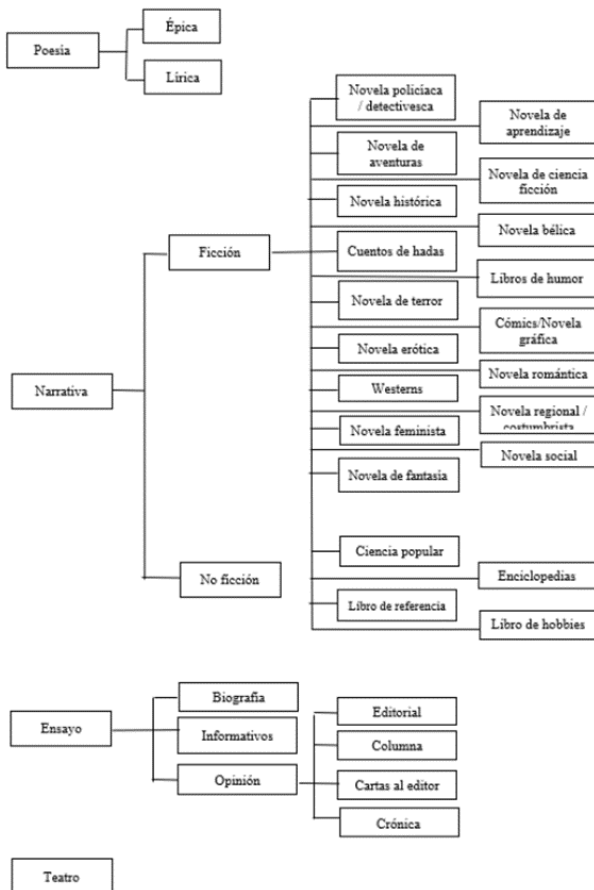 Épica
Poesía
Lírica
Novela policíaca
/ detectivesca
Novela de
aprendizaje
Novela de
aventuras
Novela de ciencia
ficción
Novela histórica
Novela bélica
Ficción
Cuentos de hadas
Libros de humor
Novela de terror
Cómics/Novela
gráfica
Novela erótica
Novela romántica
Narrativa
Westerns
Novela regional /
costumbrista
Novela feminista
Novela social
Novela de fantasía
Ciencia popular
No ficción
Enciclopedias
Libro de referencia
Libro de hobbies
Biografía
Editorial
Ensayo
Informativos
Columna
Opinión
Cartas al editor
Crónica
Teatro